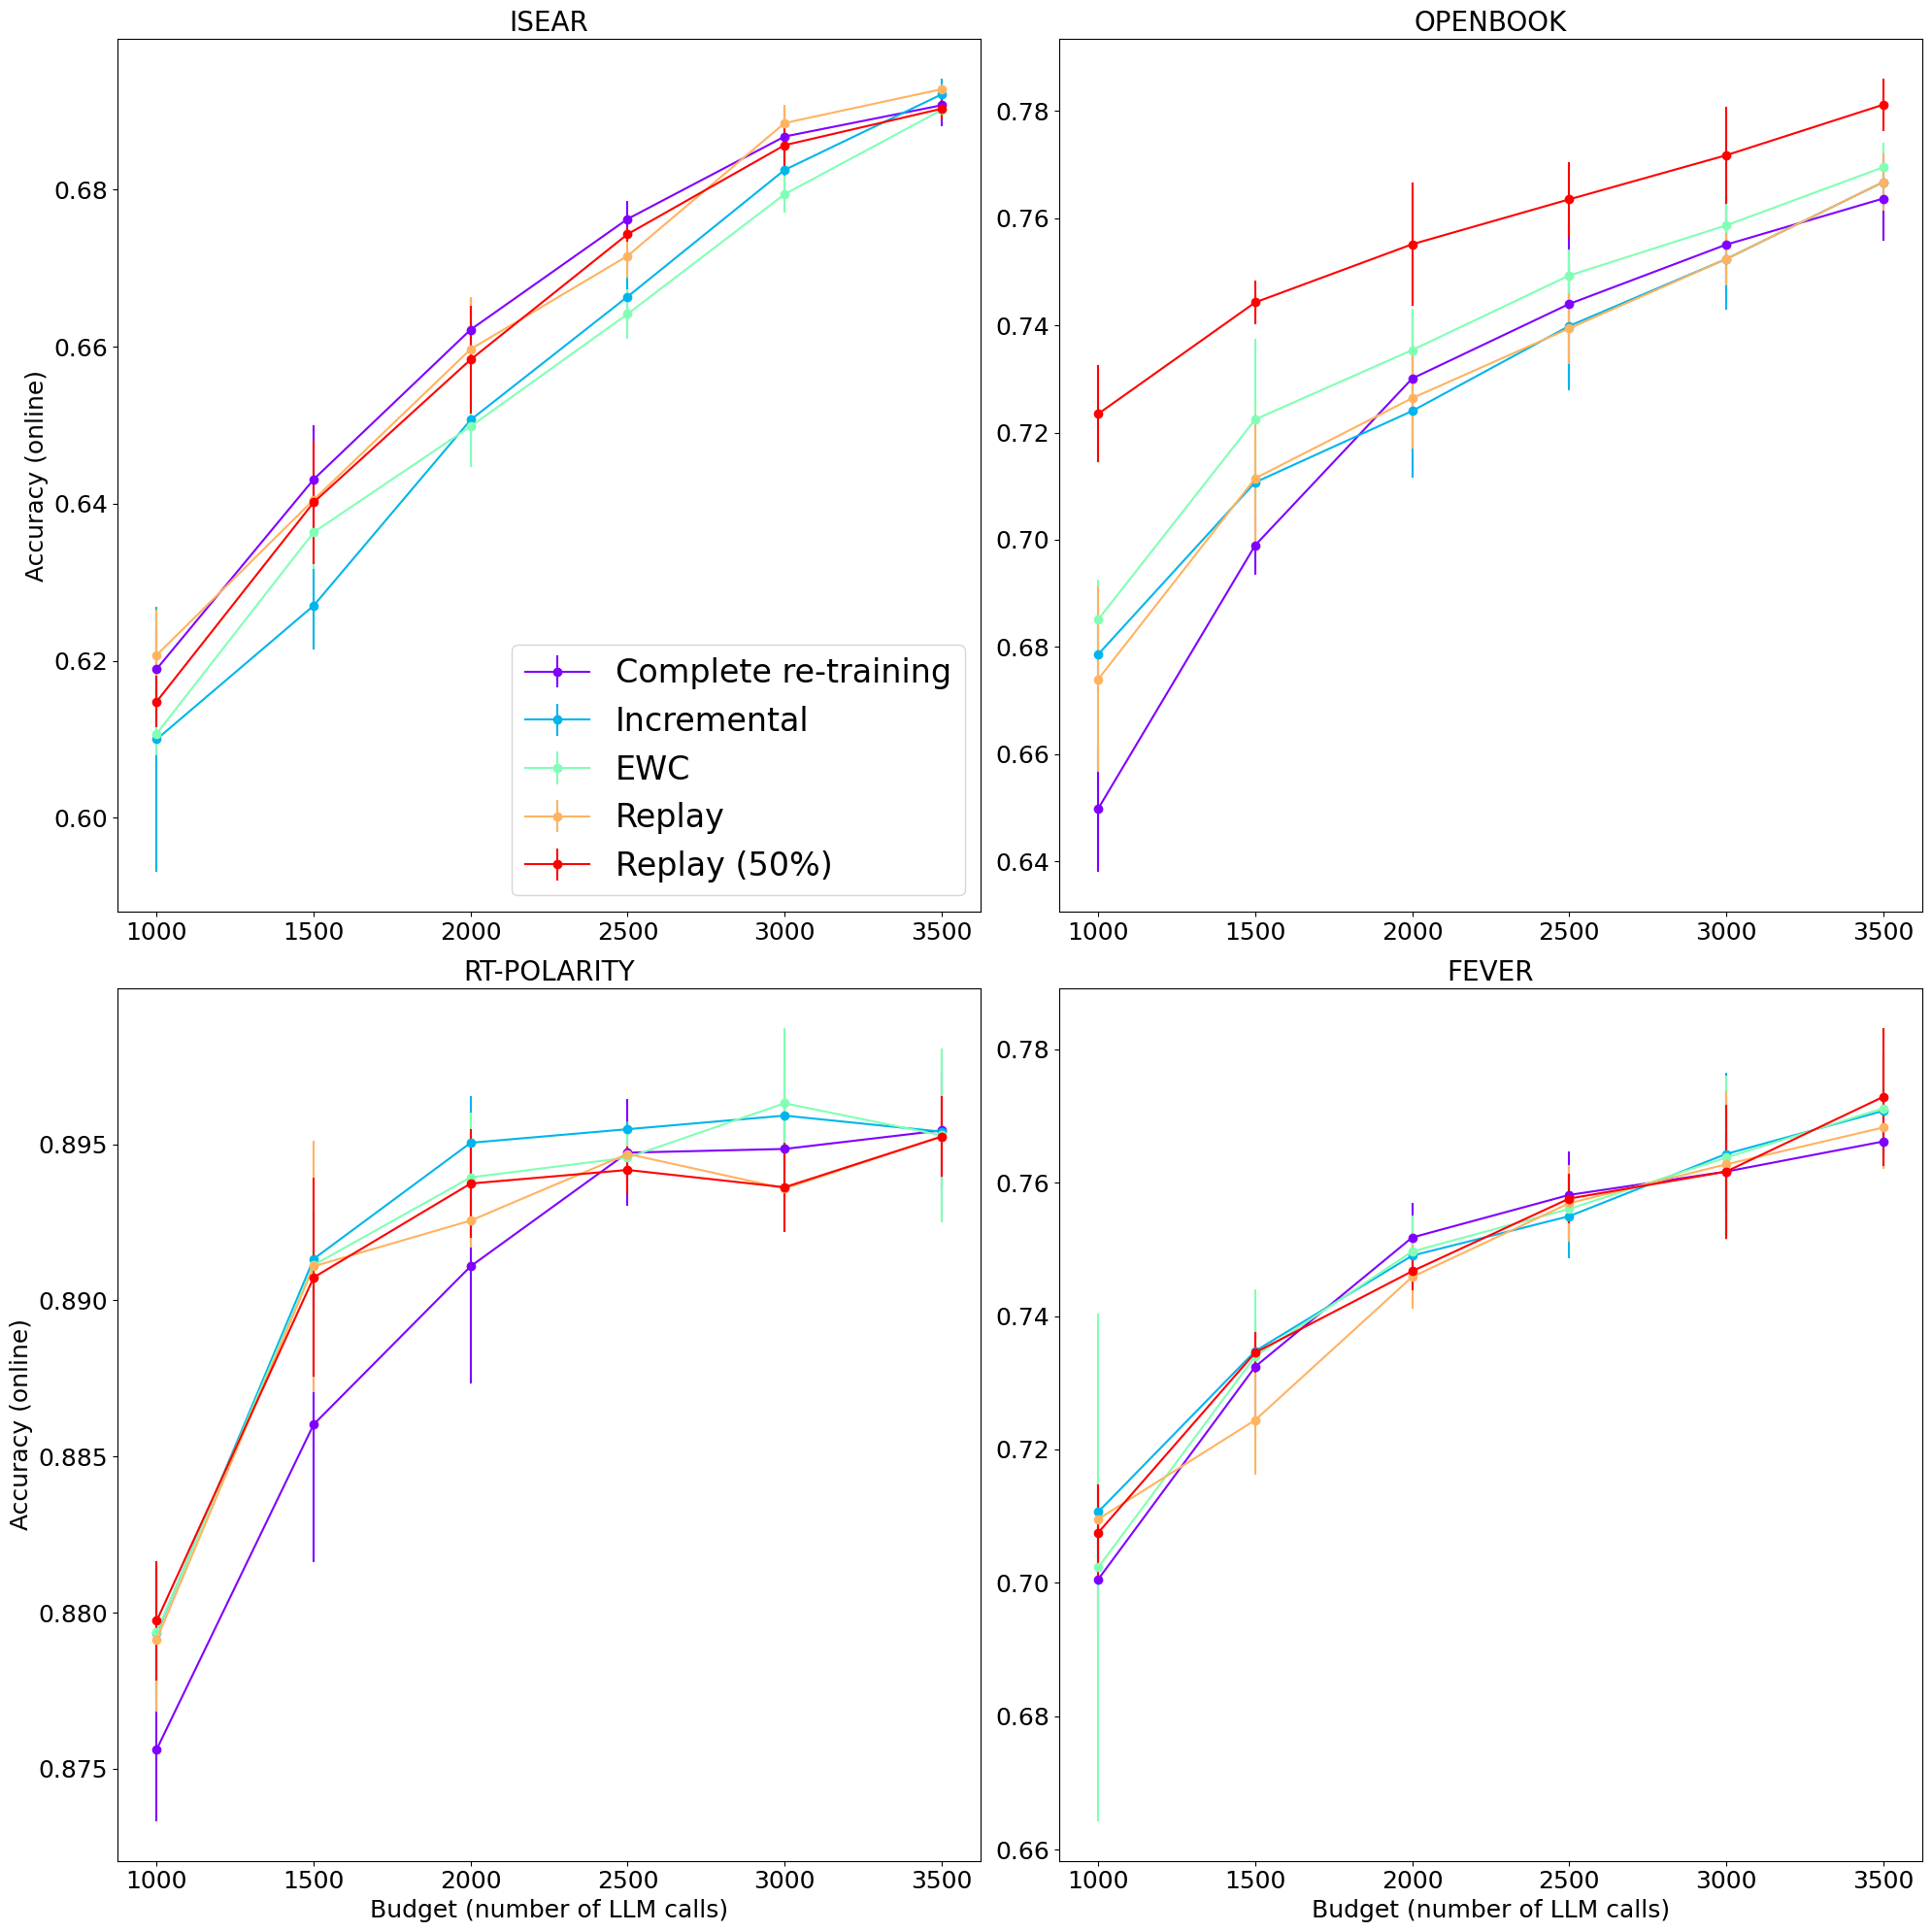 ISEAR
Accuracy (online)
0.68
0.66
0.64
0.62
0.60
1000 1500 2000 2500 3000 3500
Complete re-training
Incremental
EWC
Replay
Replay (50%)
OPENBOOK
0.78
0.76
0.74
0.72
0.70
0.68
0.66
0.64
1000 1500 2000 2500 3000 3500
RT-POLARITY
Accuracy (online)
0.895
0.890
0.885
0.880
0.875
1000 1500 2000 2500 3000 3500
Budget (number of LLM calls)
FEVER
0.78
0.76
0.74
0.72
0.70
0.68
0.66
1000 1500 2000 2500 3000 3500
Budget (number of LLM calls)